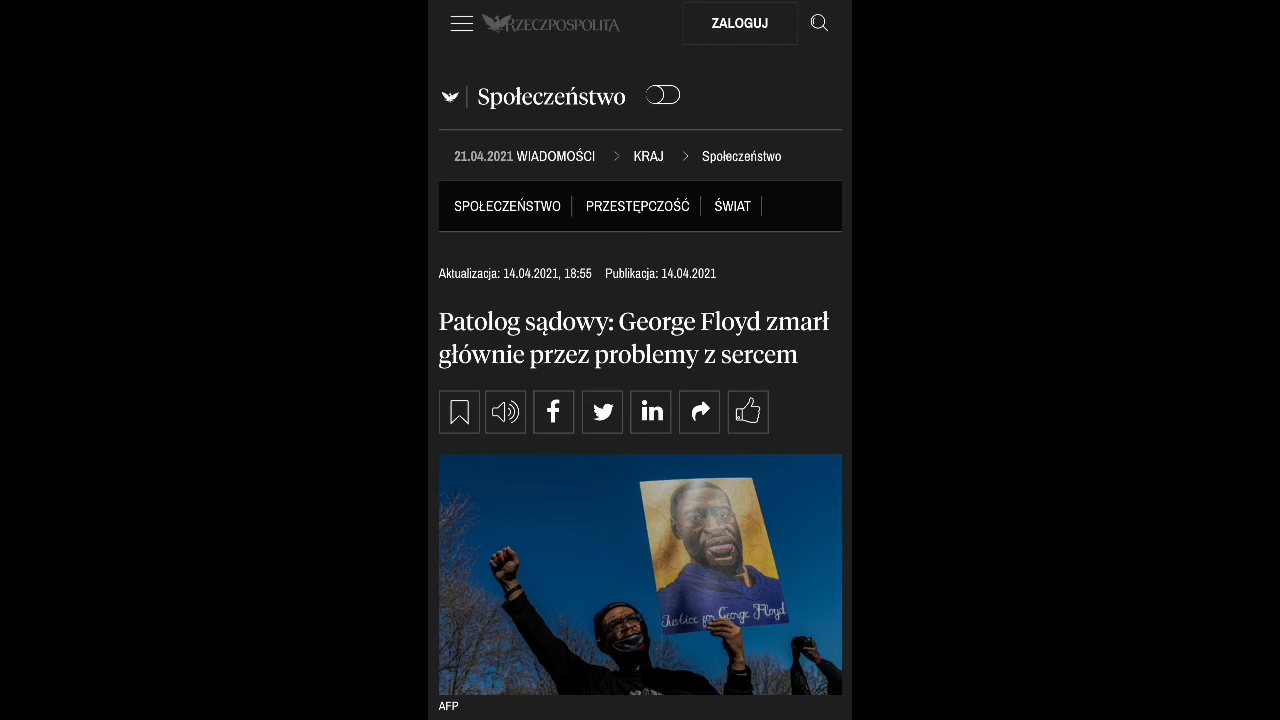 RZECZPOSPOLITA
ZALOGUJ
Społeczeństwo
21.04.2021 WIADOMOŚCI > KRAJ > Społeczeństwo
SPOŁECZEŃSTWO | PRZESTĘPCZOŚĆ | ŚWIAT |
Aktualizacja: 14.04.2021, 18:55 Publikacja: 14.04.2021
Patolog sądowy: George Floyd zmarł
głównie przez problemy z sercem
Justice for George Floyd
AFP